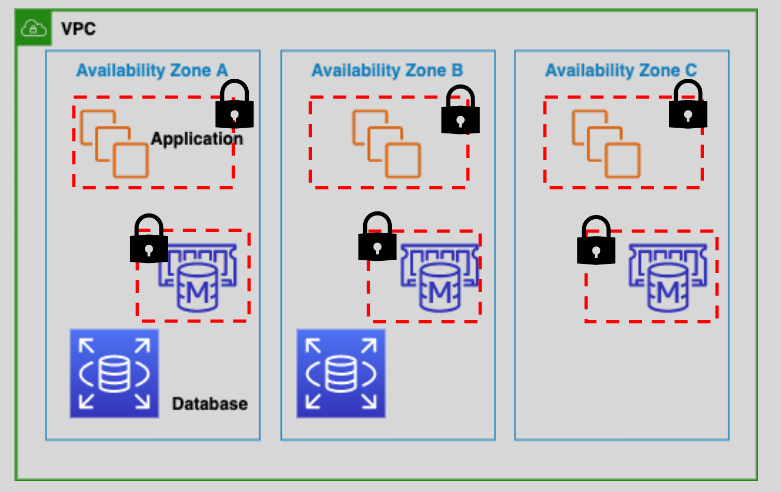 VPC
Availability Zone A
Availability Zone B
Availability Zone C
Application
M
M
M
Database